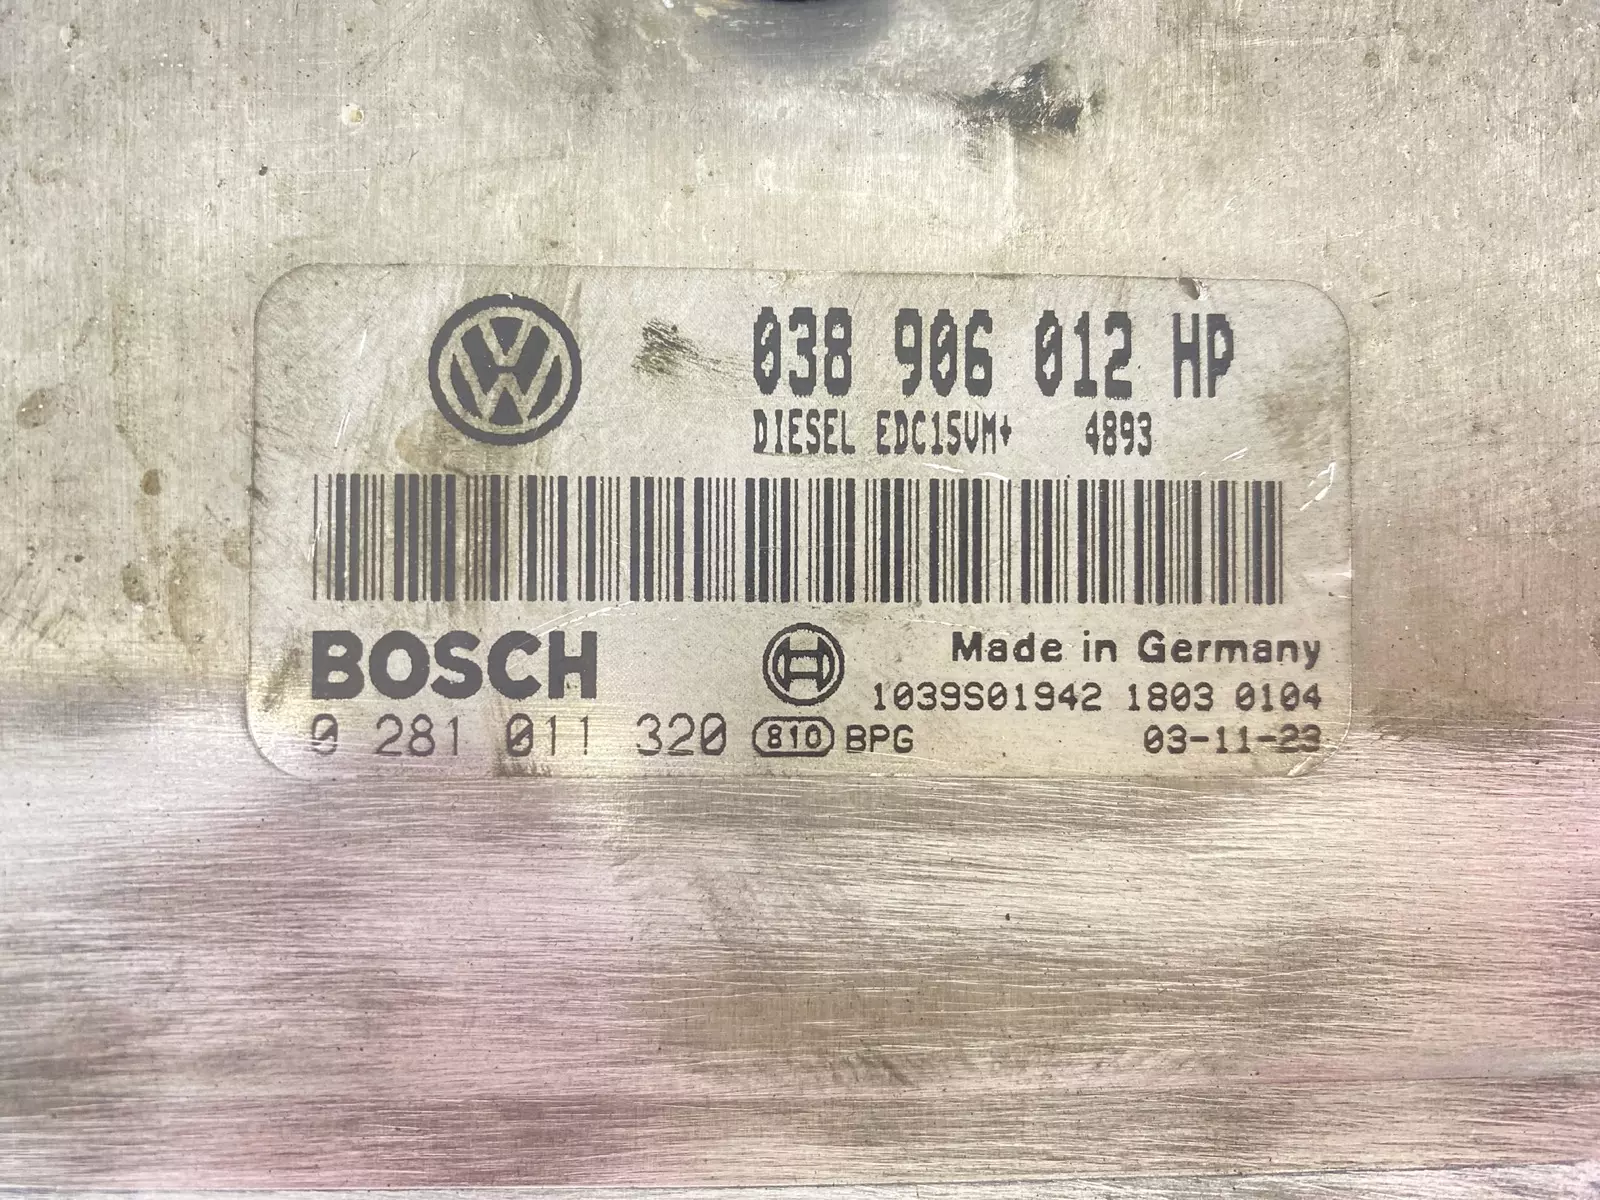 038 906 012 HP
DIESEL EDC15VM+ 4893
BOSCH
Made in Germany
1039S01942 1803 0104
0 281 011 320 810 BPG 03-11-23